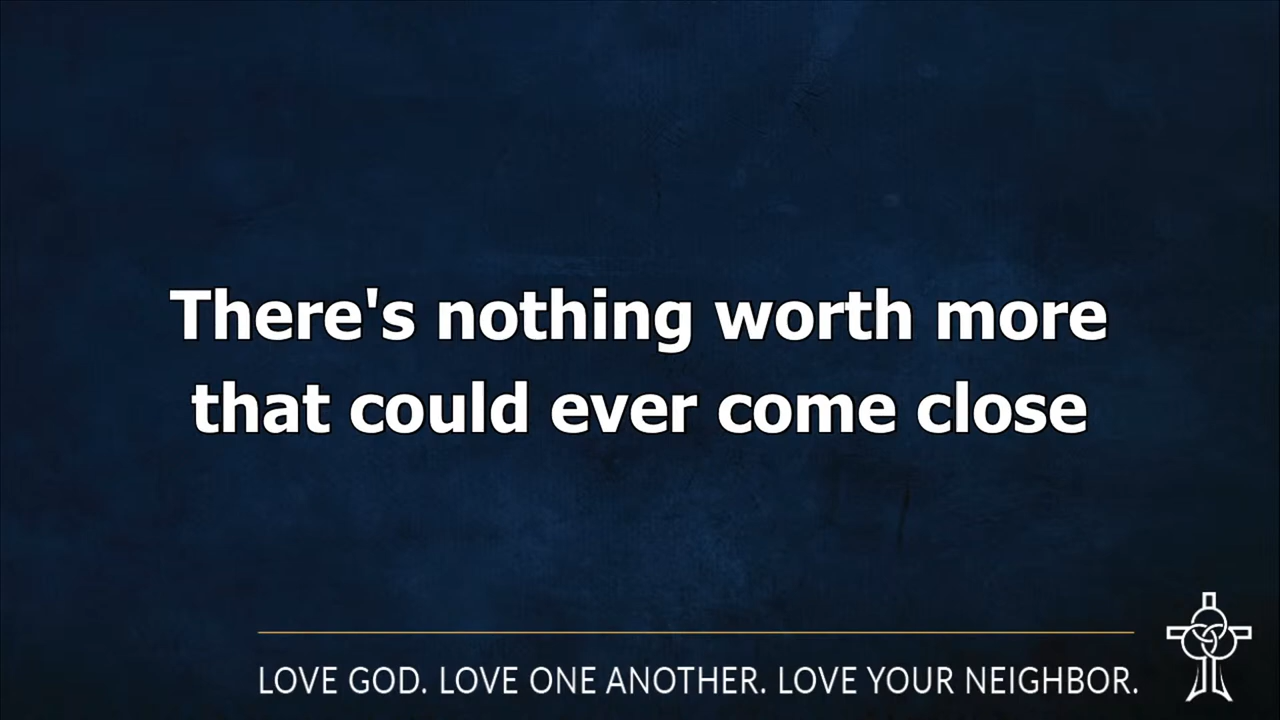 There's nothing worth more
that could ever come close
LOVE GOD. LOVE ONE ANOTHER. LOVE YOUR NEIGHBOR.